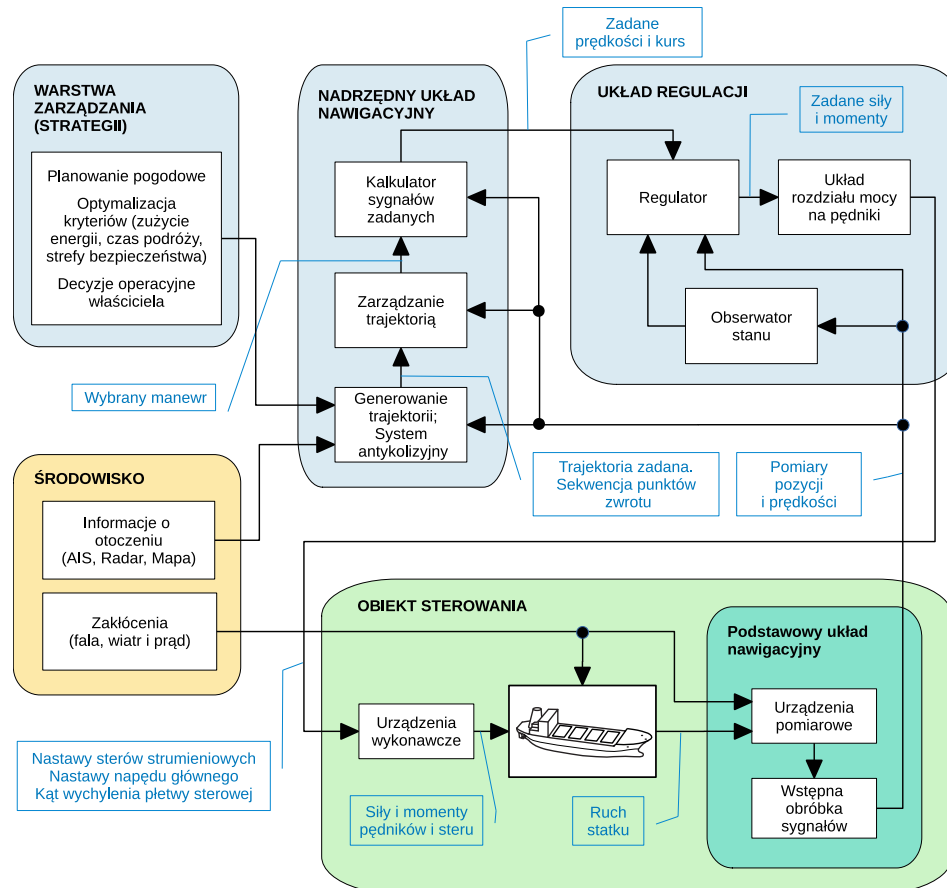 Zadane
prędkości i kurs
WARSTWA
ZARZĄDZANIA
(STRATEGII)
Planowanie pogodowe
Optymalizacja
kryteriów (zużycie
energii, czas podróży,
strefy bezpieczeństwa)
Decyzje operacyjne
właściciela
NADRZĘDNY UKŁAD
NAWIGACYJNY
Kalkulator
sygnałów
zadanych
Zarządzanie
trajektorią
Generowanie
trajektorii;
System
antykolizyjny
UKŁAD REGULACJI
Zadane siły
i momenty
Regulator
Układ
rozdziału mocy
na pędniki
Obserwator
stanu
Wybrany manewr
Trajektoria zadana.
Sekwencja punktów
zwrotu
Pomiary
pozycji
i prędkości
ŚRODOWISKO
Informacje o
otoczeniu
(AIS, Radar, Mapa)
Zakłócenia
(fala, wiatr i prąd)
OBIEKT STEROWANIA
Podstawowy układ
nawigacyjny
Urządzenia
wykonawcze
Urządzenia
pomiarowe
Wstępna
obróbka
sygnałów
Nastawy sterów strumieniowych
Nastawy napędu głównego
Kąt wychylenia płetwy sterowej
Siły i momenty
pędników i steru
Ruch
statku